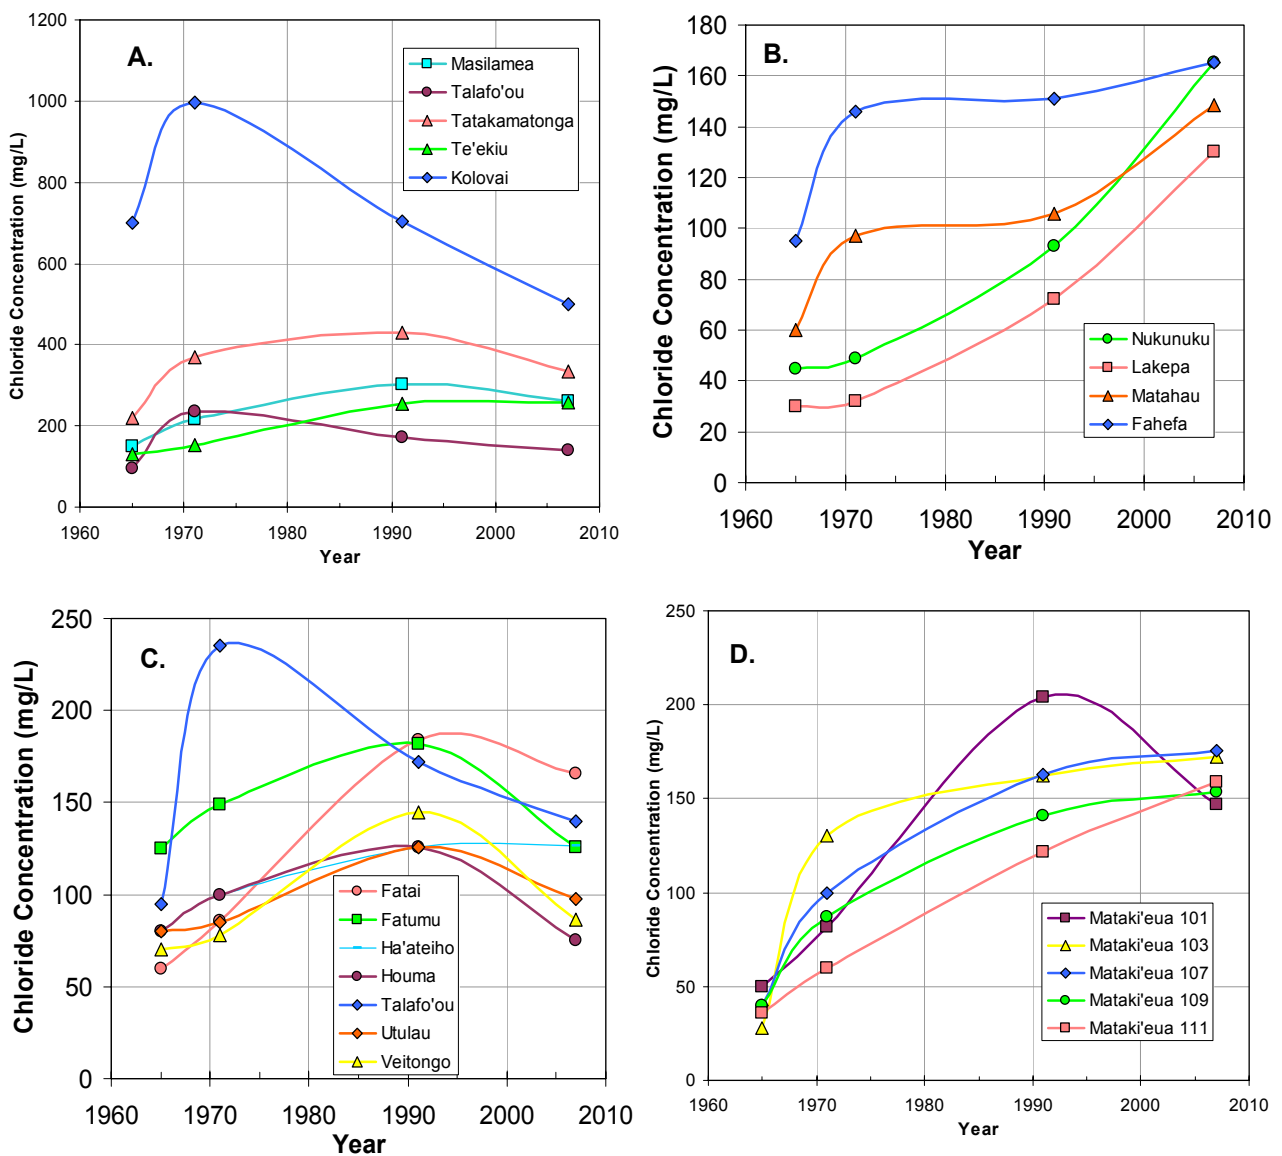 A.
Chloride Concentration (mg/L)
1200
1000
800
600
400
200
0
Masilamea
Talafo'ou
Tatakamatonga
Te'ekiu
Kolovai
1960 1970 1980 1990 2000 2010
Year
B.
Chloride Concentration (mg/L)
180
160
140
120
100
80
60
40
20
0
Nukunuku
Lakepa
Matahau
Fahefa
1960 1970 1980 1990 2000 2010
Year
C.
Chloride Concentration (mg/L)
250
200
150
100
50
0
Fatai
Fatumu
Ha'ateiho
Houma
Talafo'ou
Utulau
Veitongo
1960 1970 1980 1990 2000 2010
Year
D.
Chloride Concentration (mg/L)
250
200
150
100
50
0
Mataki'eua 101
Mataki'eua 103
Mataki'eua 107
Mataki'eua 109
Mataki'eua 111
1960 1970 1980 1990 2000 2010
Year